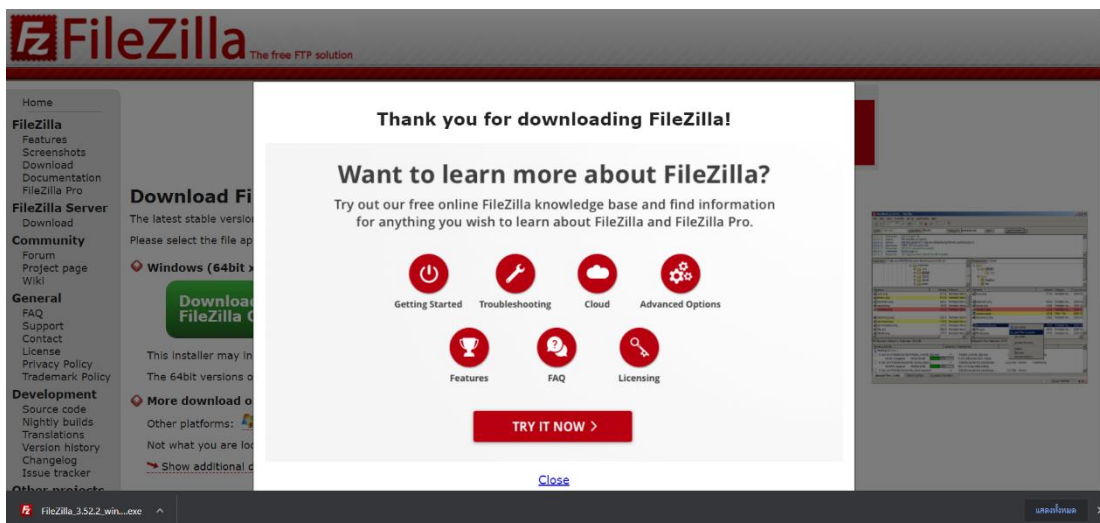 FileZilla The free FTP solution
Home
FileZilla
Features
Screenshots
Download
Documentation
FileZilla Pro
FileZilla Server
Download
Community
Forum
Project page
Wiki
General
FAQ
Support
Contact
License
Privacy Policy
Trademark Policy
Development
Source code
Nightly builds
Translations
Version history
Changelog
Issue tracker
Other projects
Download Fi
The latest stable versio
Please select the file ap
Windows (64bit x
Download
FileZilla C
This installer may in
The 64bit versions o
More download o
Other platforms:
Not what you are loo
Show additional d
Thank you for downloading FileZilla!
Want to learn more about FileZilla?
Try out our free online FileZilla knowledge base and find information
for anything you wish to learn about FileZilla and FileZilla Pro.
Getting Started Troubleshooting Cloud Advanced Options
Features FAQ Licensing
TRY IT NOW >
Close
FileZilla_3.52.2_win....exe
แสดงทั้งหมด